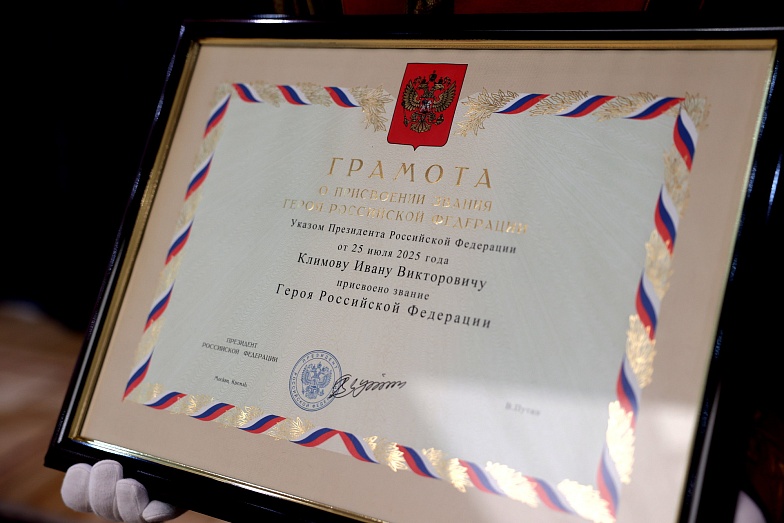 ГРАМОТА
О ПРИСВОЕНИИ ЗВАНИЯ
ГЕРОЯ РОССИЙСКОЙ ФЕДЕРАЦИИ
Указом Президента Российской Федерации
от 25 июля 2025 года
Климову Ивану Викторовичу
присвоено звание
Героя Российской Федерации
ПРЕЗИДЕНТ
РОССИЙСКОЙ ФЕДЕРАЦИИ
Москва, Кремль
В.Путин